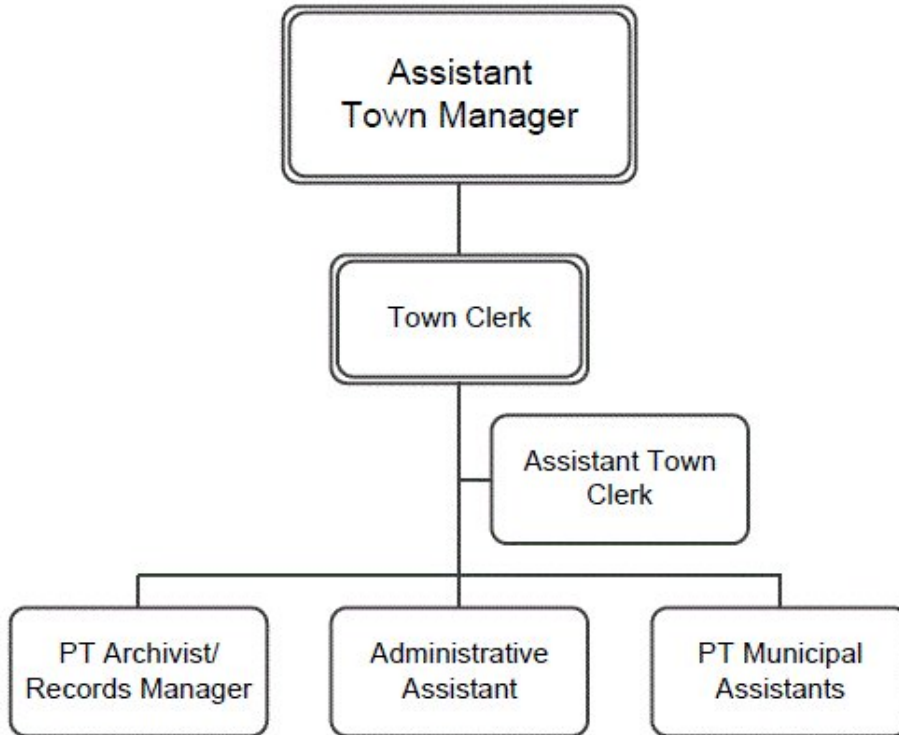 Assistant
Town Manager
Town Clerk
Assistant Town
Clerk
PT Archivist/
Records Manager
Administrative
Assistant
PT Municipal
Assistants